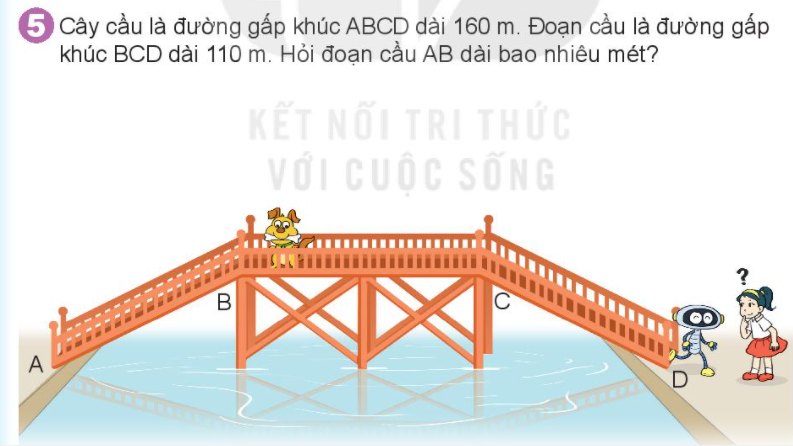 5 Cây cầu là đường gấp khúc ABCD dài 160 m. Đoạn cầu là đường gấp
khúc BCD dài 110 m. Hỏi đoạn cầu AB dài bao nhiêu mét?
KẾT NỐI TRI THỨC
VỚI CUỘC SỐNG
?
B
C
A
D